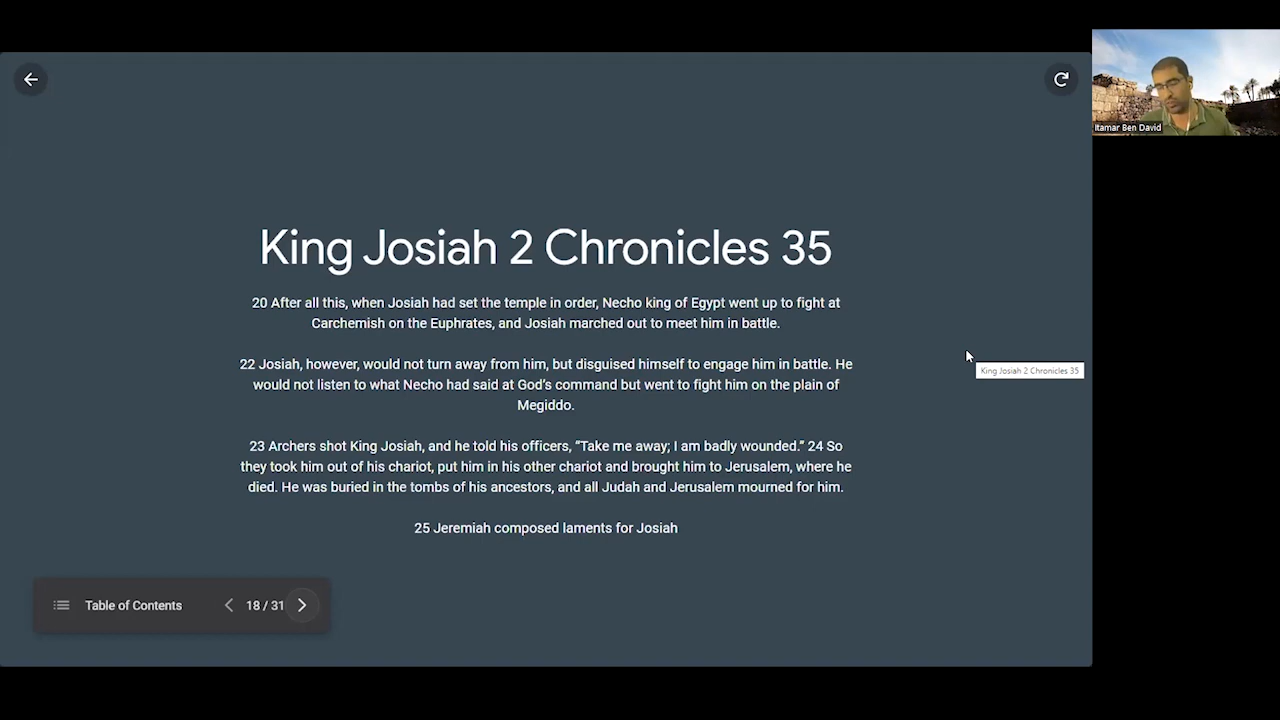 Itamar Ben David
King Josiah 2 Chronicles 35
20 After all this, when Josiah had set the temple in order, Necho king of Egypt went up to fight at
Carchemish on the Euphrates, and Josiah marched out to meet him in battle.
22 Josiah, however, would not turn away from him, but disguised himself to engage him in battle. He
would not listen to what Necho had said at God's command but went to fight him on the plain of
Megiddo.
King Josiah 2 Chronicles 35
23 Archers shot King Josiah, and he told his officers, “Take me away; I am badly wounded.” 24 So
they took him out of his chariot, put him in his other chariot and brought him to Jerusalem, where he
died. He was buried in the tombs of his ancestors, and all Judah and Jerusalem mourned for him.
25 Jeremiah composed laments for Josiah
Table of Contents 18 / 31